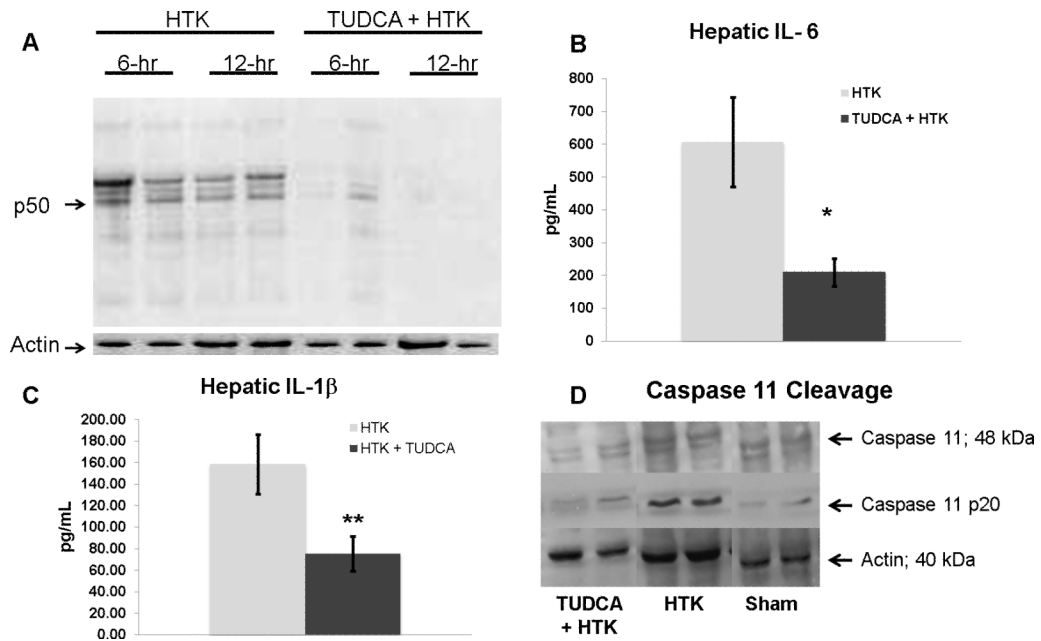 A
HTK
TUDCA + HTK
6-hr
12-hr
6-hr
12-hr
p50
Actin
B
Hepatic IL- 6
800
700
600
500
400
300
200
100
0
pg/mL
HTK
TUDCA + HTK
*
C
Hepatic IL-1β
200.00
180.00
160.00
140.00
120.00
100.00
80.00
60.00
40.00
20.00
0.00
pg/mL
HTK
HTK + TUDCA
**
D
Caspase 11 Cleavage
Caspase 11; 48 kDa
Caspase 11 p20
Actin; 40 kDa
TUDCA
+ HTK
HTK
Sham